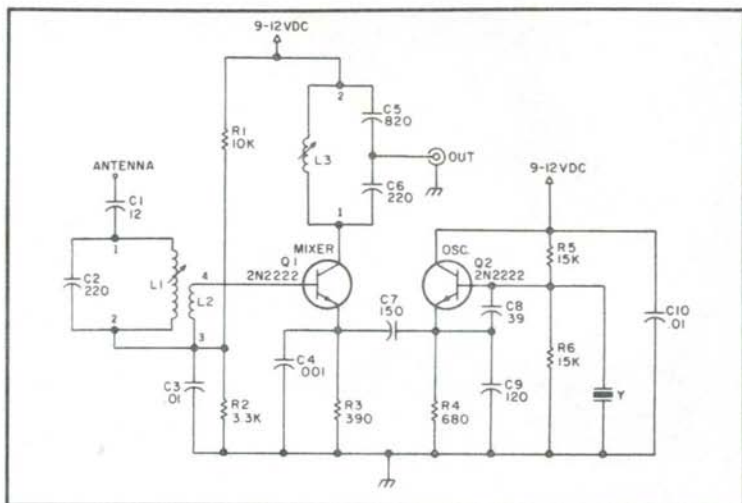 9-12VDC
R1
10K
ANTENNA
C1
12
1
C2
220
L1
2
4
L2
3
C3
.01
R2
3.3K
2
L3
C5
820
OUT
C6
220
1
MIXER
Q1
2N2222
C4
.001
R3
390
C7
150
9-12VDC
OSC.
Q2
2N2222
R4
680
C8
39
C9
120
R5
15K
R6
15K
Y
C10
.01